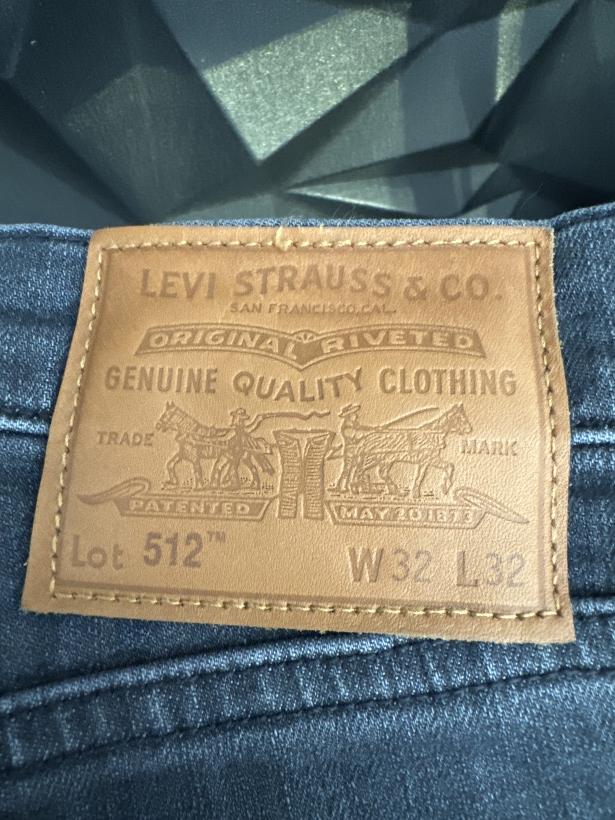 LEVI STRAUSS & CO.
SAN FRANCISCO, CAL.
ORIGINAL RIVETED
GENUINE QUALITY CLOTHING
TRADE MARK
PATENTED MAY 20 1873
Lot 512™ W32 L32